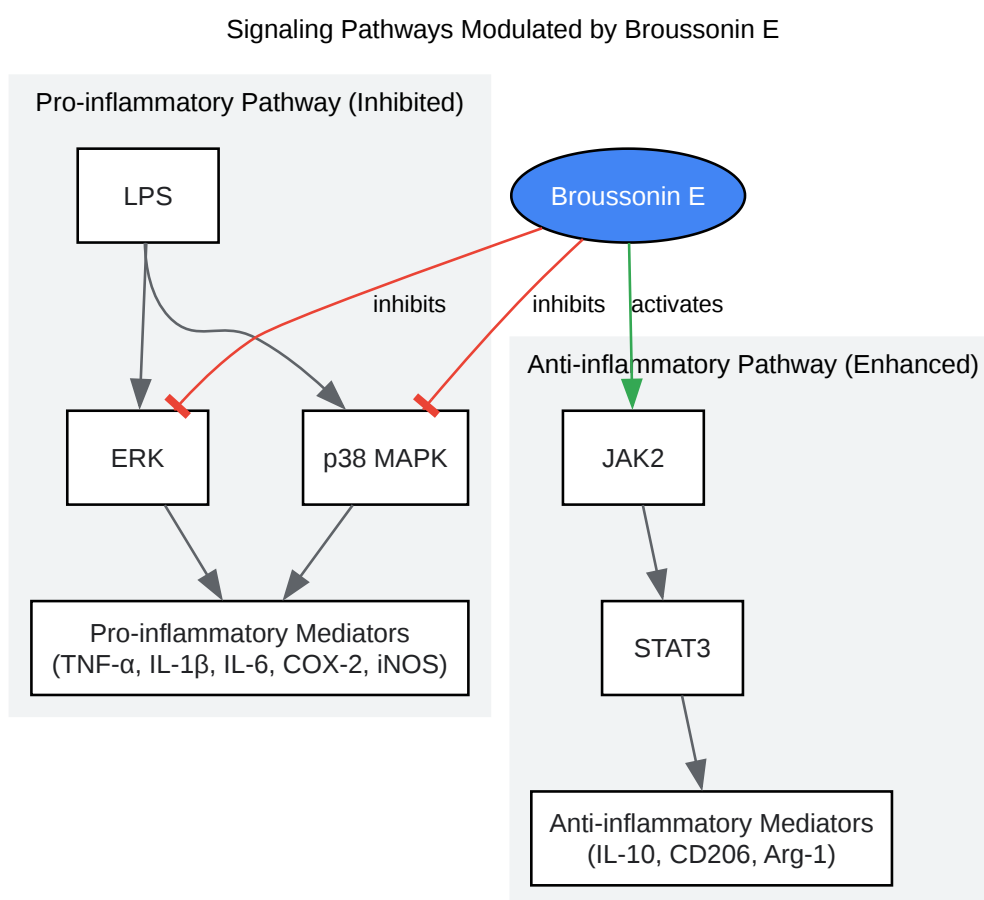 Signaling Pathways Modulated by Broussonin E
Pro-inflammatory Pathway (Inhibited)
LPS
Broussonin E
inhibits
inhibits
activates
Anti-inflammatory Pathway (Enhanced)
ERK
p38 MAPK
JAK2
Pro-inflammatory Mediators
(TNF-α, IL-1β, IL-6, COX-2, iNOS)
STAT3
Anti-inflammatory Mediators
(IL-10, CD206, Arg-1)